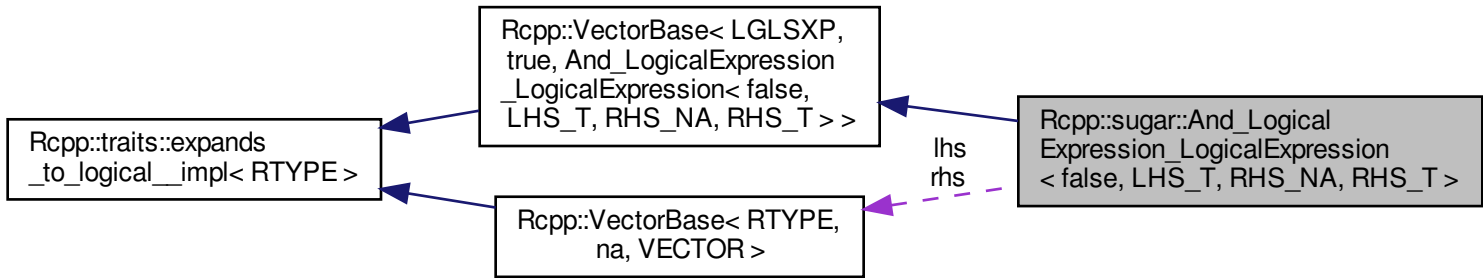 Rcpp::traits::expands
_to_logical__impl< RTYPE >
Rcpp::VectorBase< LGLSXP,
true, And_LogicalExpression
_LogicalExpression< false,
LHS_T, RHS_NA, RHS_T > >
Rcpp::VectorBase< RTYPE,
na, VECTOR >
lhs
rhs
Rcpp::sugar::And_Logical
Expression_LogicalExpression
< false, LHS_T, RHS_NA, RHS_T >